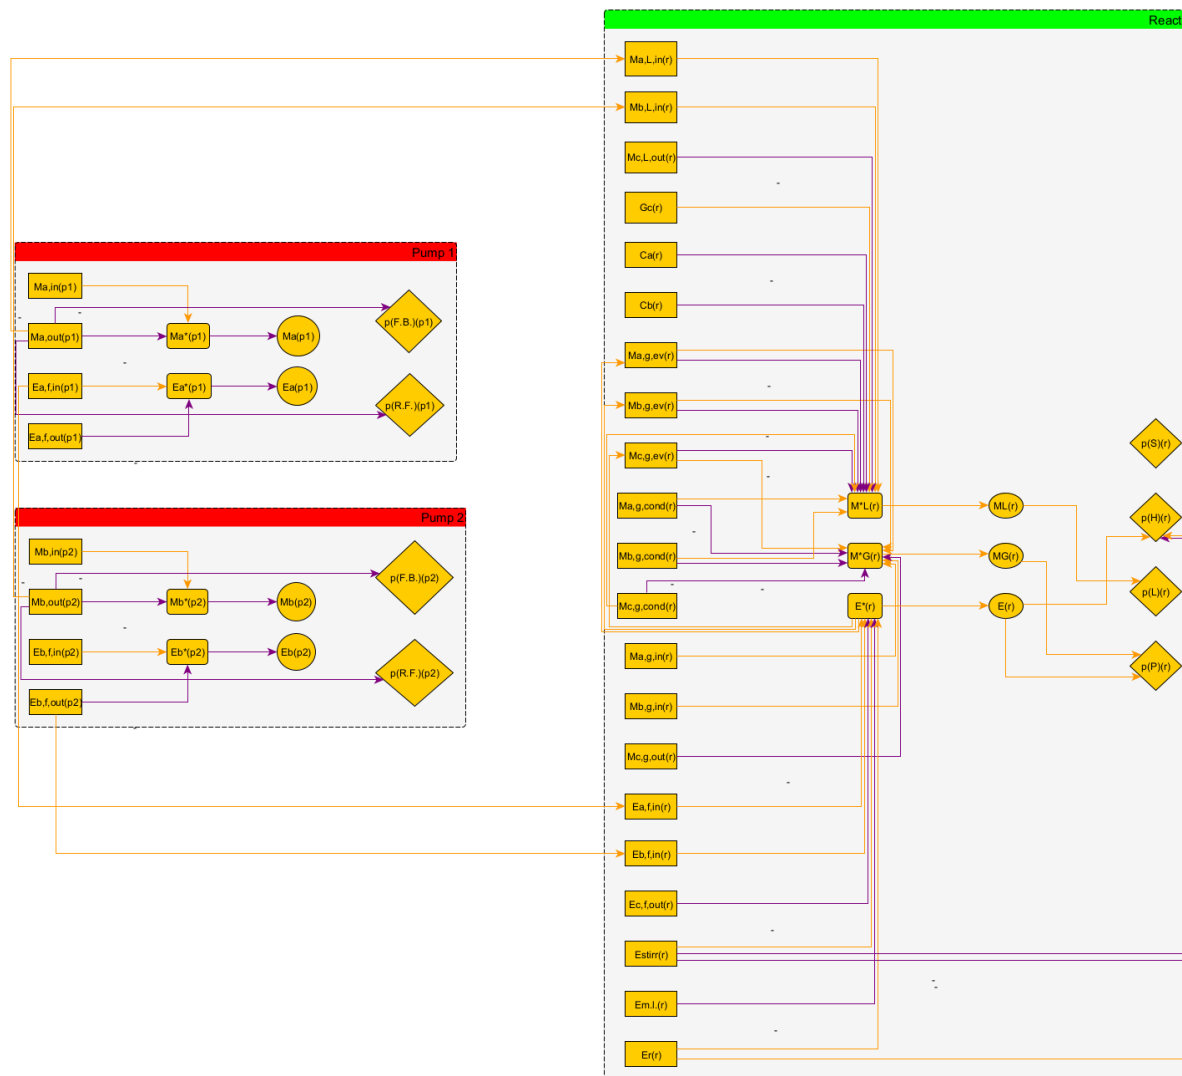 React
Ma,L,in(r)
Mb,L,in(r)
Mc,L,out(r)
Gc(r)
Ca(r)
Cb(r)
Ma,g,ev(r)
Mb,g,ev(r)
Mc,g,ev(r)
Ma,g,cond(r)
Mb,g,cond(r)
Mc,g,cond(r)
Ma,g,in(r)
Mb,g,in(r)
Mc,g,out(r)
Ea,f,in(r)
Eb,f,in(r)
Ec,f,out(r)
Estirr(r)
Em.l.(r)
Er(r)
M*L(r)
M*G(r)
E*(r)
ML(r)
MG(r)
E(r)
p(S)(r)
p(H)(r)
p(L)(r)
p(P)(r)
Pump 1
Ma,in(p1)
Ma,out(p1)
Ea,f,in(p1)
Ea,f,out(p1)
Ma*(p1)
Ea*(p1)
Ma(p1)
Ea(p1)
p(F.B.)(p1)
p(R.F.)(p1)
Pump 2
Mb,in(p2)
Mb,out(p2)
Eb,f,in(p2)
Eb,f,out(p2)
Mb*(p2)
Eb*(p2)
Mb(p2)
Eb(p2)
p(F.B.)(p2)
p(R.F.)(p2)